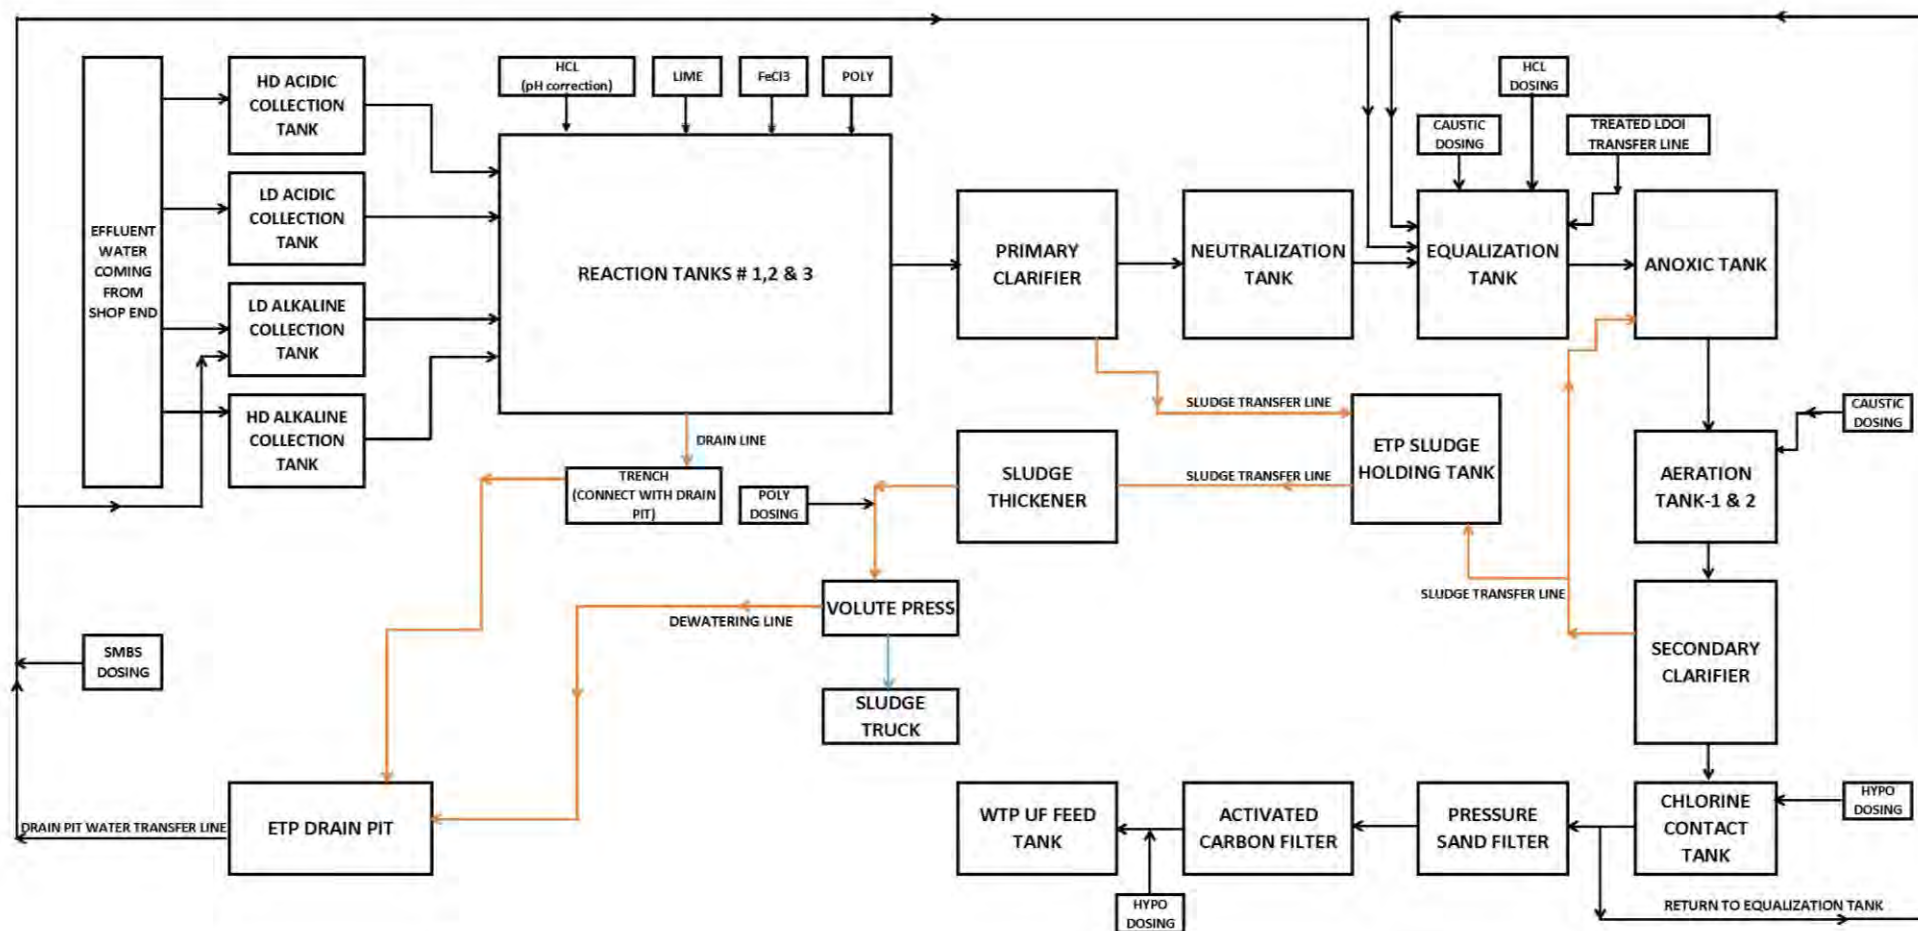 HCL
(pH correction)
LIME
FeCl3
POLY
HCL
DOSING
CAUSTIC
DOSING
TREATED LDOI
TRANSFER LINE
EFFLUENT
WATER
COMING
FROM
SHOP END
HD ACIDIC
COLLECTION
TANK
LD ACIDIC
COLLECTION
TANK
LD ALKALINE
COLLECTION
TANK
HD ALKALINE
COLLECTION
TANK
REACTION TANKS # 1,2 & 3
PRIMARY
CLARIFIER
NEUTRALIZATION
TANK
EQUALIZATION
TANK
ANOXIC TANK
SLUDGE TRANSFER LINE
DRAIN LINE
TRENCH
(CONNECT WITH DRAIN
PIT)
POLY
DOSING
SLUDGE
THICKENER
SLUDGE TRANSFER LINE
ETP SLUDGE
HOLDING TANK
CAUSTIC
DOSING
AERATION
TANK-1 & 2
VOLUTE PRESS
DEWATERING LINE
SLUDGE TRANSFER LINE
SMBS
DOSING
SLUDGE
TRUCK
SECONDARY
CLARIFIER
DRAIN PIT WATER TRANSFER LINE
ETP DRAIN PIT
WTP UF FEED
TANK
ACTIVATED
CARBON FILTER
PRESSURE
SAND FILTER
CHLORINE
CONTACT
TANK
HYPO
DOSING
HYPO
DOSING
RETURN TO EQUALIZATION TANK